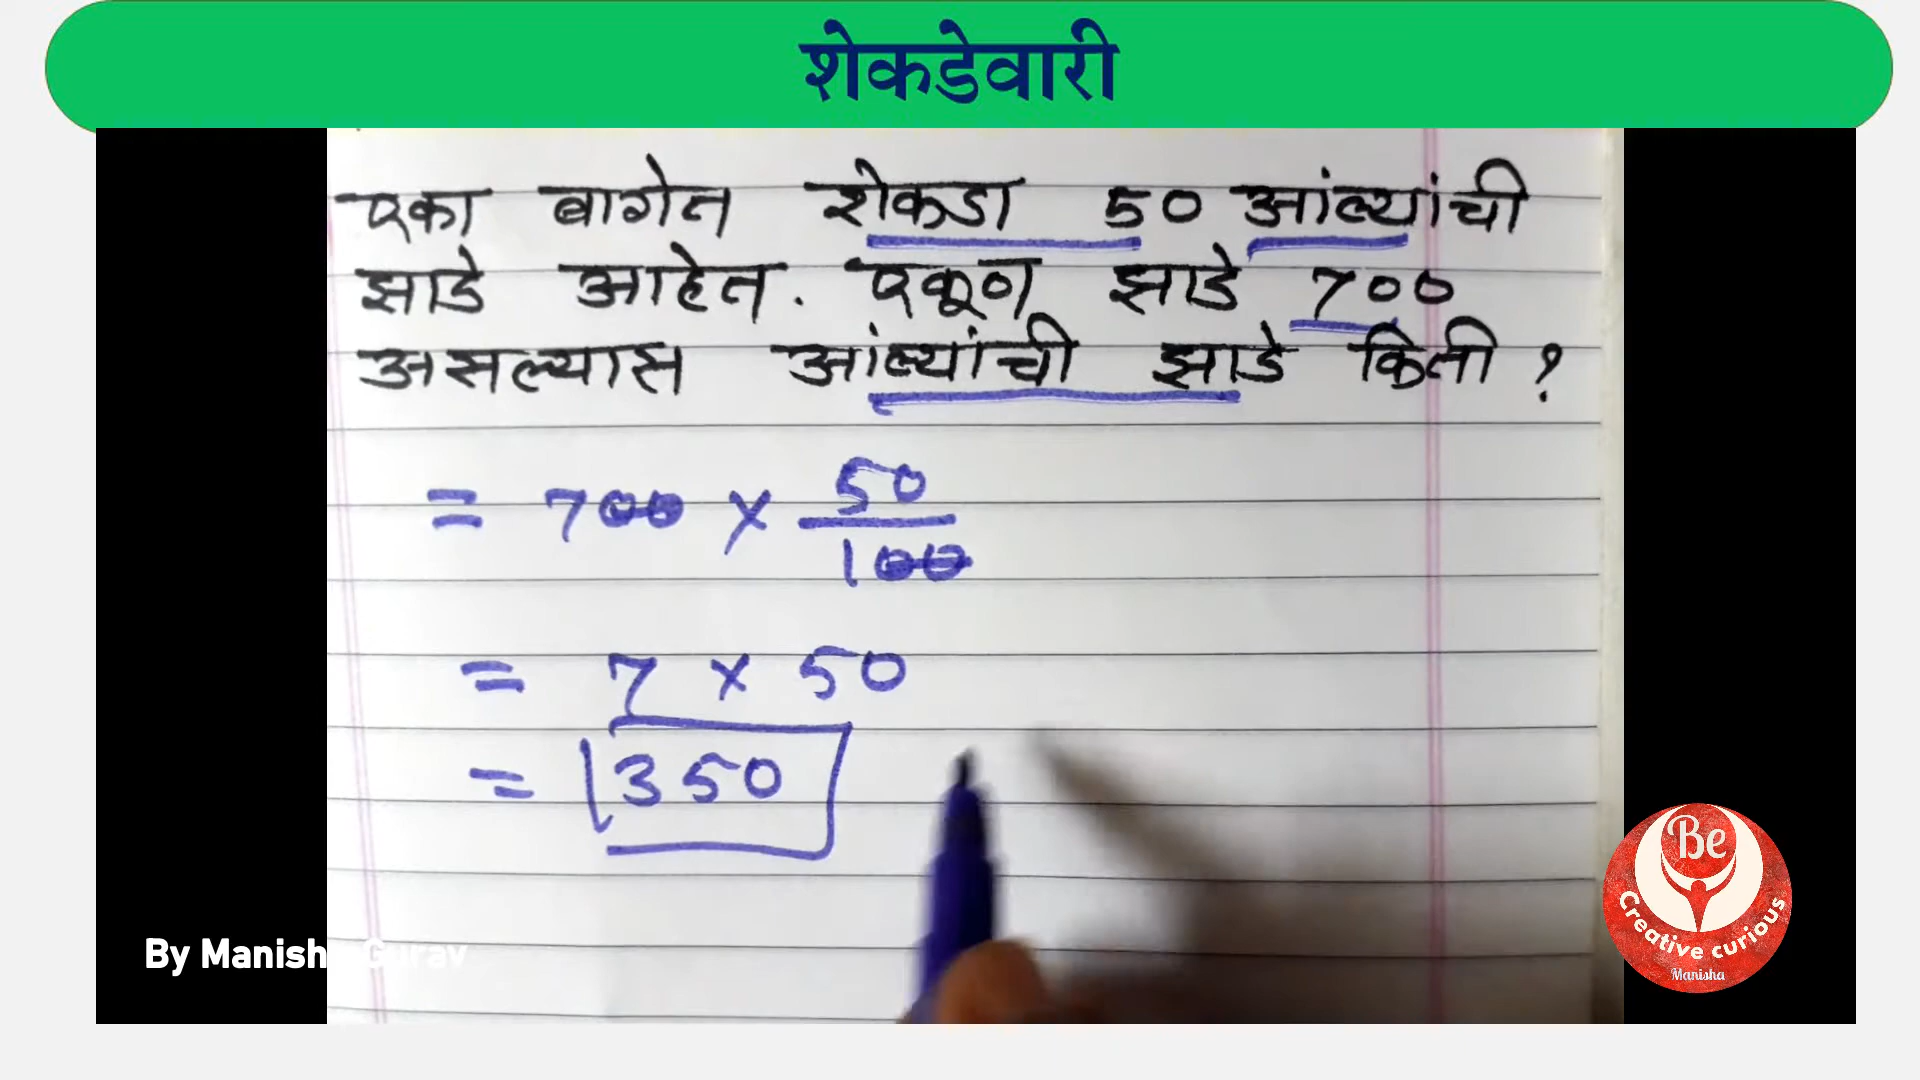 शेकडेवारी
एका बागेत शेकडा 50 आंब्यांची
झाडे आहेत. एकूण झाडे 700
असल्यास आंब्यांची झाडे किती ?
= 700 × 50/100
= 7 × 50
= 350
By Manisha Gurav
Be
Creative curious
Manisha